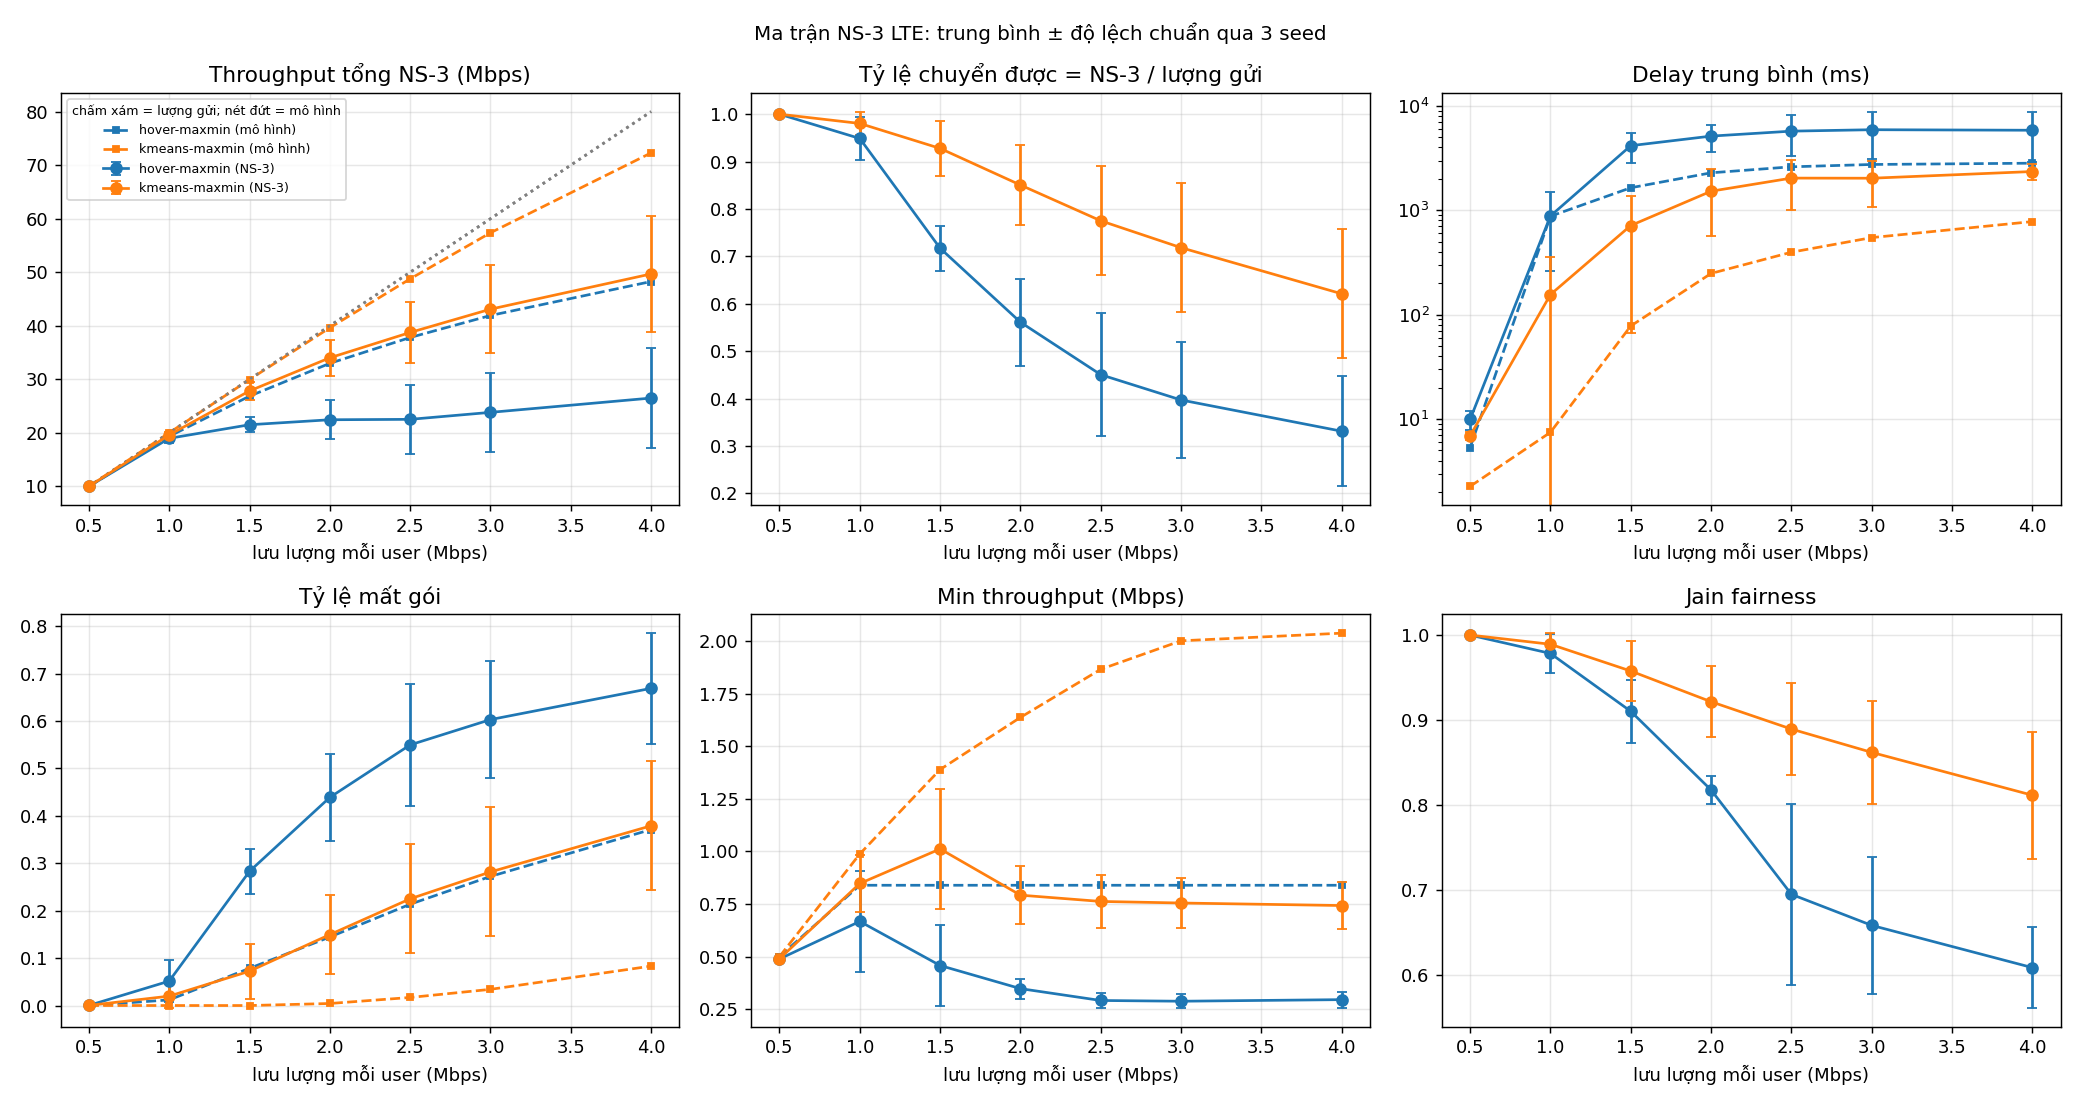 Ma trận NS-3 LTE: trung bình ± độ lệch chuẩn qua 3 seed
Throughput tổng NS-3 (Mbps)
chấm xám = lượng gửi; nét đứt = mô hình
hover-maxmin (mô hình)
kmeans-maxmin (mô hình)
hover-maxmin (NS-3)
kmeans-maxmin (NS-3)
80
70
60
50
40
30
20
10
0.5 1.0 1.5 2.0 2.5 3.0 3.5 4.0
lưu lượng mỗi user (Mbps)
Tỷ lệ chuyển được = NS-3 / lượng gửi
1.0
0.9
0.8
0.7
0.6
0.5
0.4
0.3
0.2
0.5 1.0 1.5 2.0 2.5 3.0 3.5 4.0
lưu lượng mỗi user (Mbps)
Delay trung bình (ms)
10⁴
10³
10²
10¹
0.5 1.0 1.5 2.0 2.5 3.0 3.5 4.0
lưu lượng mỗi user (Mbps)
Tỷ lệ mất gói
0.8
0.7
0.6
0.5
0.4
0.3
0.2
0.1
0.0
0.5 1.0 1.5 2.0 2.5 3.0 3.5 4.0
lưu lượng mỗi user (Mbps)
Min throughput (Mbps)
2.00
1.75
1.50
1.25
1.00
0.75
0.50
0.25
0.5 1.0 1.5 2.0 2.5 3.0 3.5 4.0
lưu lượng mỗi user (Mbps)
Jain fairness
1.0
0.9
0.8
0.7
0.6
0.5 1.0 1.5 2.0 2.5 3.0 3.5 4.0
lưu lượng mỗi user (Mbps)